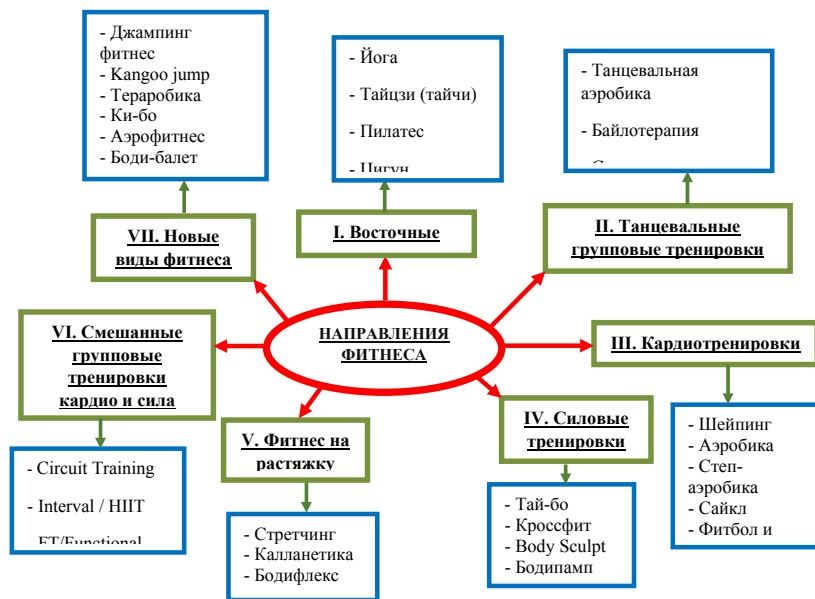 - Джампинг
фитнес
- Kangoo jump
- Тераробика
- Ки-бо
- Аэрофитнес
- Боди-балет
- Йога
- Тайцзи (тайчи)
- Пилатес
- Цигун
- Танцевальная
аэробика
- Байлотерапия
VII. Новые
виды фитнеса
I. Восточные
II. Танцевальные
групповые тренировки
НАПРАВЛЕНИЯ
ФИТНЕСА
VI. Смешанные
групповые
тренировки
кардио и сила
III. Кардиотренировки
V. Фитнес на
растяжку
IV. Силовые
тренировки
- Circuit Training
- Interval / HIIT
FT/Functional
- Стретчинг
- Калланетика
- Бодифлекс
- Тай-бо
- Кроссфит
- Body Sculpt
- Бодипамп
- Шейпинг
- Аэробика
- Степ-
аэробика
- Сайкл
- Фитбол и